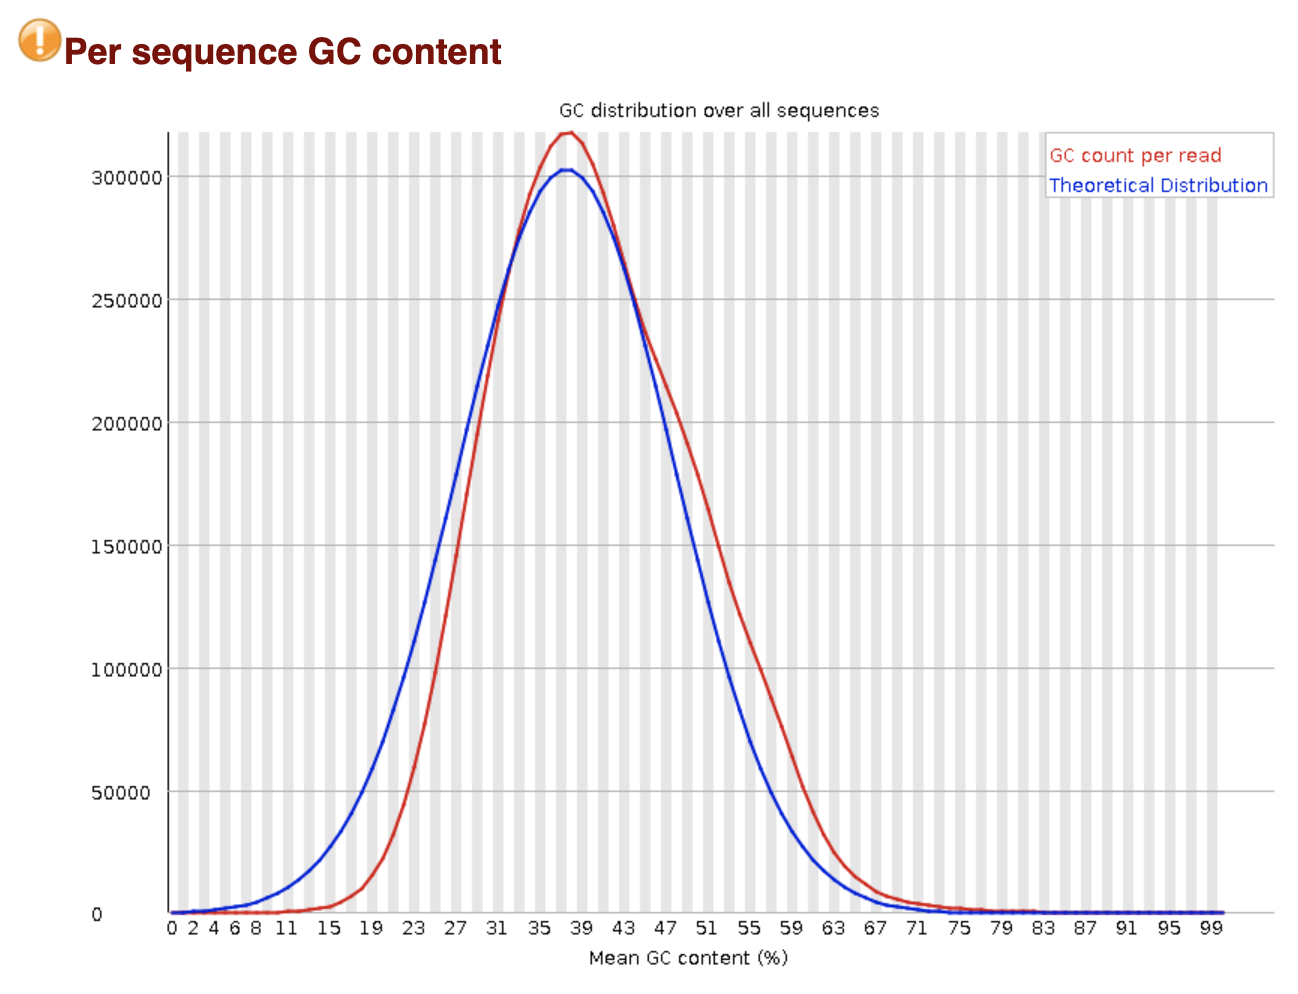 Per sequence GC content
GC distribution over all sequences
GC count per read
Theoretical Distribution
300000
250000
200000
150000
100000
50000
0
0 2 4 6 8 11 15 19 23 27 31 35 39 43 47 51 55 59 63 67 71 75 79 83 87 91 95 99
Mean GC content (%)